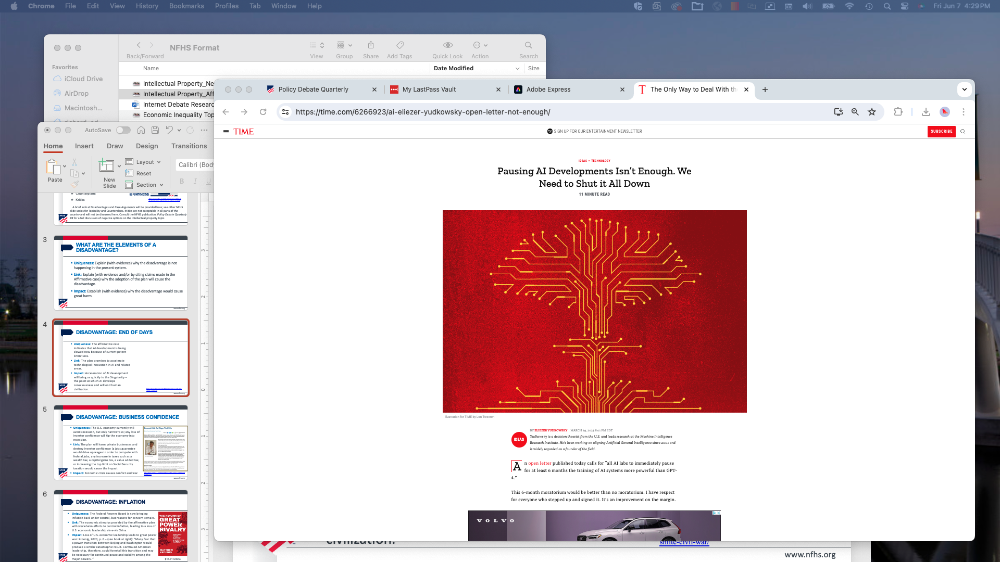 Chrome File Edit View History Bookmarks Profiles Tab Window Help
Fri Jun 7 4:29 PM
NFHS Format
Back/Forward View Group Share Add Tags Quick Look Action Search
Favorites
iCloud Drive
AirDrop
Macintosh...
Name Date Modified Size
Intellectual Property_Ne
Intellectual Property_Aff
Internet Debate Researc
Economic Inequality Top
AutoSave
Home Insert Draw Design Transitions
Paste
New
Slide
Layout
Reset
Section
Calibri (Body
B I U
Counterplans
Kritiks
A brief look at Disadvantages and Case Arguments will be provided here; see other NFHS
slide series for Topicality and Counterplans. Kritiks are not acceptable in all parts of the
country and will not be discussed here. Consult the NFHS publication, Policy Debate Quarterly
#4 for a full discussion of negative options on the intellectual property topic.
3
WHAT ARE THE ELEMENTS OF A
DISADVANTAGE?
• Uniqueness: Explain (with evidence) why the disadvantage is not
happening in the present system.
• Link: Explain (with evidence and/or by citing claims made in the
Affirmative case) why the adoption of the plan will cause the
disadvantage.
• Impact: Establish (with evidence) why the disadvantage would cause
great harm.
NFHS
www.nfhs.org
4
DISADVANTAGE: END OF DAYS
• Uniqueness: The affirmative case
indicates that AI development is being
slowed now because of current patent
limitations.
• Link: The plan promises to accelerate
technological innovation in AI and related
areas.
• Impact: Acceleration of AI development
will bring us quickly to the Singularity –
the point at which AI develops
consciousness and will end human
civilization.
NFHS
www.nfhs.org
5
DISADVANTAGE: BUSINESS CONFIDENCE
• Uniqueness: The U.S. economy currently will
avoid recession, but only narrowly so; any loss of
investor confidence will tip the economy into
recession.
• Link: The plan will harm private businesses and
destroy investor confidence (a jobs guarantee
would drive up wages in order to compete with
federal jobs; any increase in taxes such as a
wealth tax, a capital gains tax, a value added tax,
or increasing the top limit on Social Security
taxation would cause the impact.
• Impact: Economic crisis causes conflict and war.
NFHS
www.nfhs.org
6
DISADVANTAGE: INFLATION
• Uniqueness: The Federal Reserve Board is now bringing
inflation back under control, but reasons for concern remain.
• Link: The economic stimulus provided by the affirmative plan
will overwhelm efforts to control inflation, leading to a loss of
U.S. economic leadership vis-a-vis China.
• Impact: Loss of U.S. economic leadership leads to great power
war: Kroenig, 2020, p. 6 – (see book at right): "Many fear that
a power transition between Beijing and Washington would
produce a similar catastrophic result. Continued American
leadership, therefore, could forestall this transition and may
be necessary for continued peace and stability among the
major powers. "
THE RETURN OF
GREAT
POWER
RIVALRY
MATTHEW
KROENIG
$17.31 Online
Policy Debate Quarterly
My LastPass Vault
Adobe Express
The Only Way to Deal With th
https://time.com/6266923/ai-eliezer-yudkowsky-open-letter-not-enough/
TIME
SIGN UP FOR OUR ENTERTAINMENT NEWSLETTER
SUBSCRIBE
IDEAS • TECHNOLOGY
Pausing AI Developments Isn't Enough. We
Need to Shut it All Down
11 MINUTE READ
Illustration for TIME by Lon Tweeten
IDEAS
BY ELIEZER YUDKOWSKY MARCH 29, 2023 6:01 PM EDT
Yudkowsky is a decision theorist from the U.S. and leads research at the Machine Intelligence
Research Institute. He's been working on aligning Artificial General Intelligence since 2001 and
is widely regarded as a founder of the field.
An open letter published today calls for "all AI labs to immediately pause
for at least 6 months the training of AI systems more powerful than GPT-
4."
This 6-month moratorium would be better than no moratorium. I have respect
for everyone who stepped up and signed it. It's an improvement on the margin.
VOLVO
civilization.
smite-civil-war/
www.nfhs.org